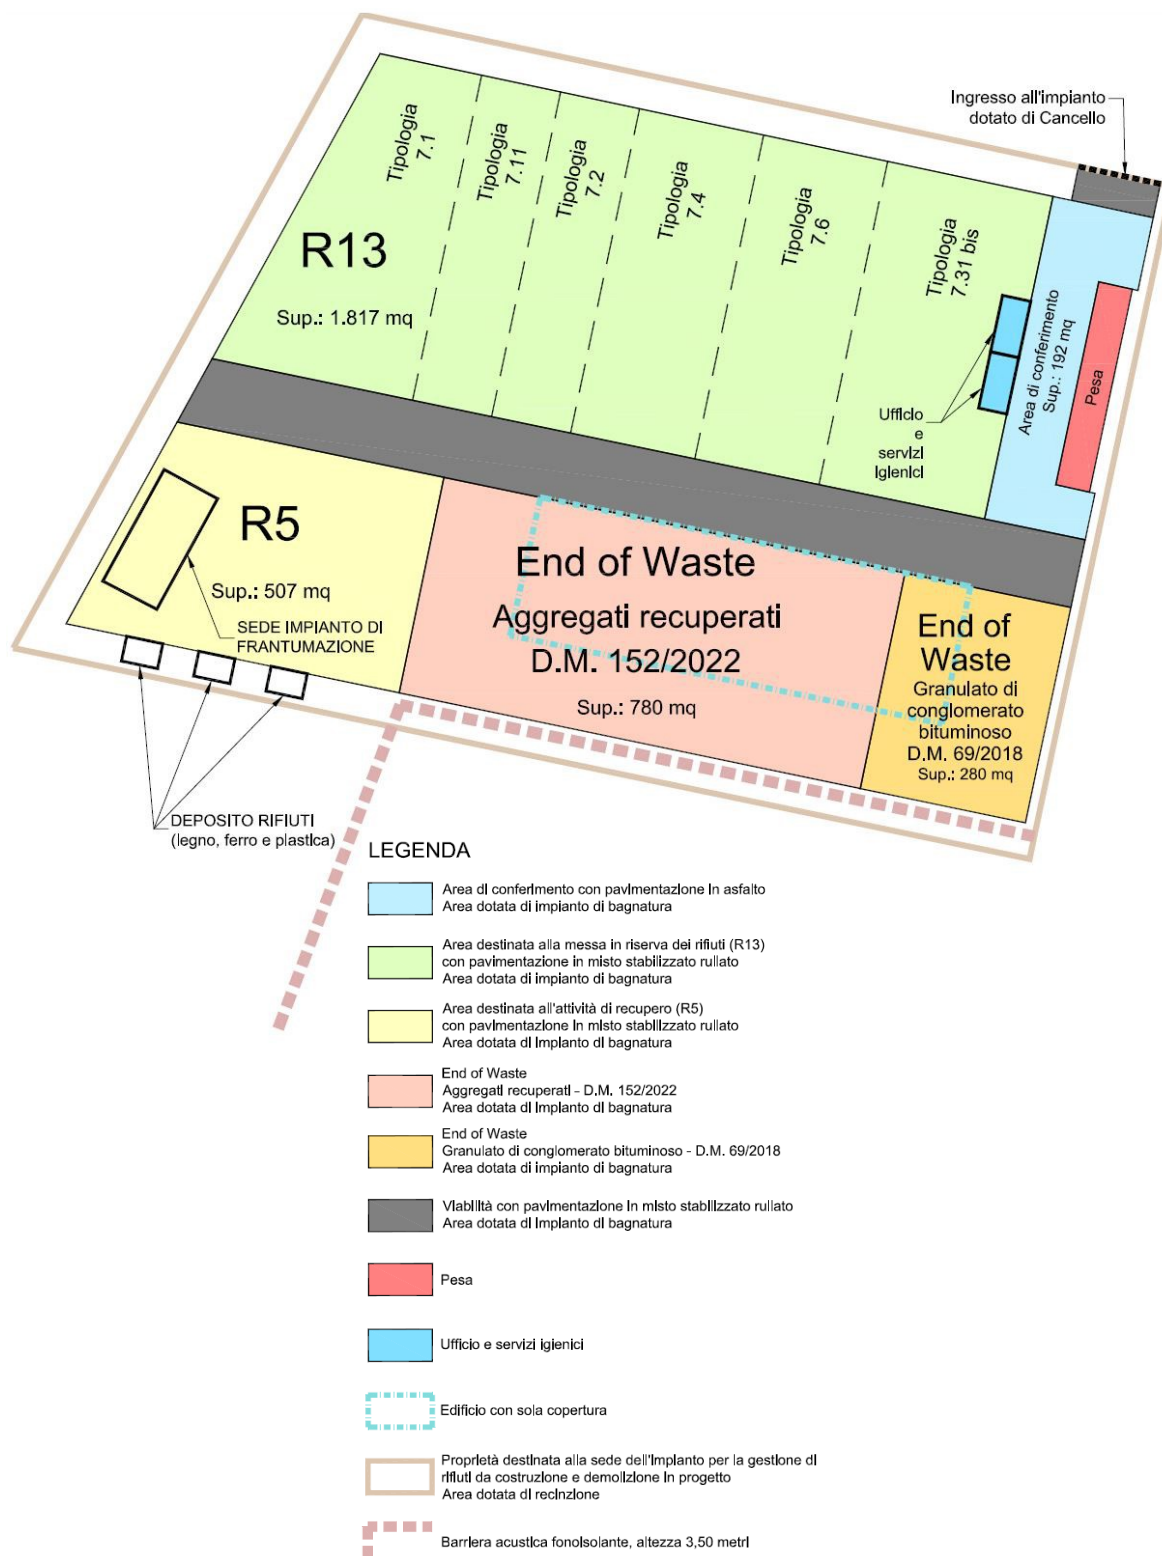 Ingresso all'impianto
dotato di Cancello
Tipologia
7.1
Tipologia
7.11
Tipologia
7.2
Tipologia
7.4
Tipologia
7.6
Tipologia
7.31 bis
R13
Sup.: 1.817 mq
Area di conferimento
Sup.: 192 mq
Pesa
Ufficio
e
servizi
igienici
R5
Sup.: 507 mq
SEDE IMPIANTO DI
FRANTUMAZIONE
End of Waste
Aggregati recuperati
D.M. 152/2022
Sup.: 780 mq
End of
Waste
Granulato di
conglomerato
bituminoso
D.M. 69/2018
Sup.: 280 mq
DEPOSITO RIFIUTI
(legno, ferro e plastica)
LEGENDA
Area di conferimento con pavimentazione in asfalto
Area dotata di impianto di bagnatura
Area destinata alla messa in riserva dei rifiuti (R13)
con pavimentazione in misto stabilizzato rullato
Area dotata di impianto di bagnatura
Area destinata all'attività di recupero (R5)
con pavimentazione in misto stabilizzato rullato
Area dotata di impianto di bagnatura
End of Waste
Aggregati recuperati - D.M. 152/2022
Area dotata di impianto di bagnatura
End of Waste
Granulato di conglomerato bituminoso - D.M. 69/2018
Area dotata di impianto di bagnatura
Viabilità con pavimentazione in misto stabilizzato rullato
Area dotata di impianto di bagnatura
Pesa
Ufficio e servizi igienici
Edificio con sola copertura
Proprietà destinata alla sede dell'impianto per la gestione di
rifiuti da costruzione e demolizione in progetto
Area dotata di recinzione
Barriera acustica fonoisolante, altezza 3,50 metri